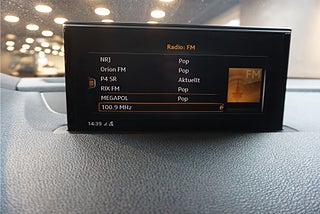 Radio: FM
NRJ Pop
Orion FM Pop
P4 SR Aktuellt
RIX FM Pop
MEGAPOL Pop
100.9 MHz
FM
14:39